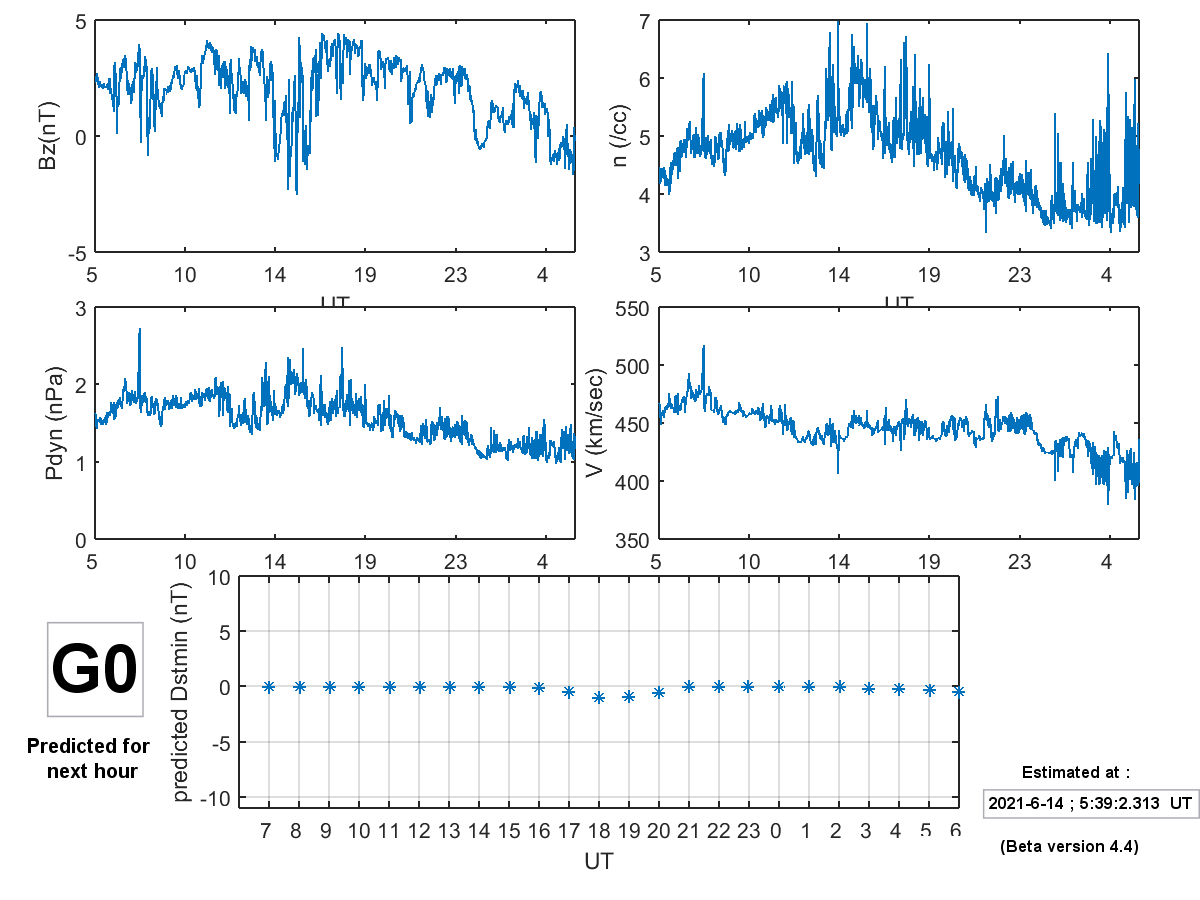 5
0
-5
Bz(nT)
5 10 14 19 23 4
UT
7
6
5
4
3
n (/cc)
5 10 14 19 23 4
UT
3
2
1
0
Pdyn (nPa)
5 10 14 19 23 4
550
500
450
400
350
V (km/sec)
5 10 14 19 23 4
10
5
0
-5
-10
predicted Dstmin (nT)
7 8 9 10 11 12 13 14 15 16 17 18 19 20 21 22 23 0 1 2 3 4 5 6
UT
G0
Predicted for
next hour
Estimated at :
2021-6-14 ; 5:39:2.313 UT
(Beta version 4.4)